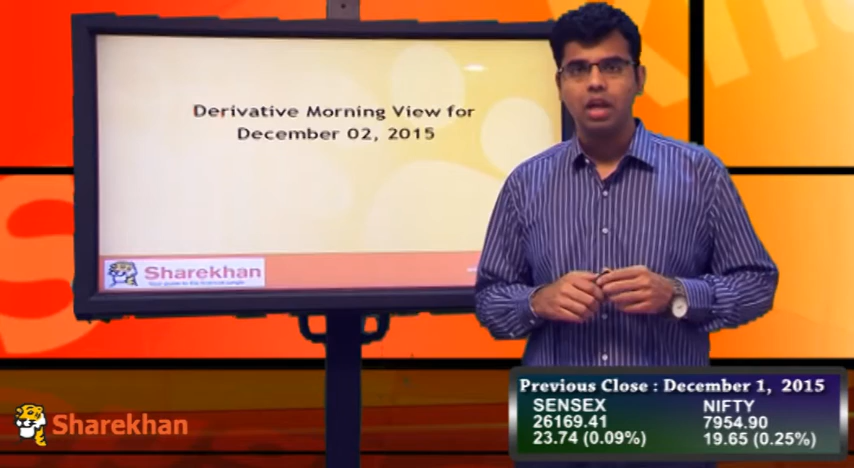 Derivative Morning View for
December 02, 2015
Sharekhan
Your guide to the financial jungle
Sharekhan
Previous Close : December 1, 2015
SENSEX NIFTY
26169.41 7954.90
23.74 (0.09%) 19.65 (0.25%)